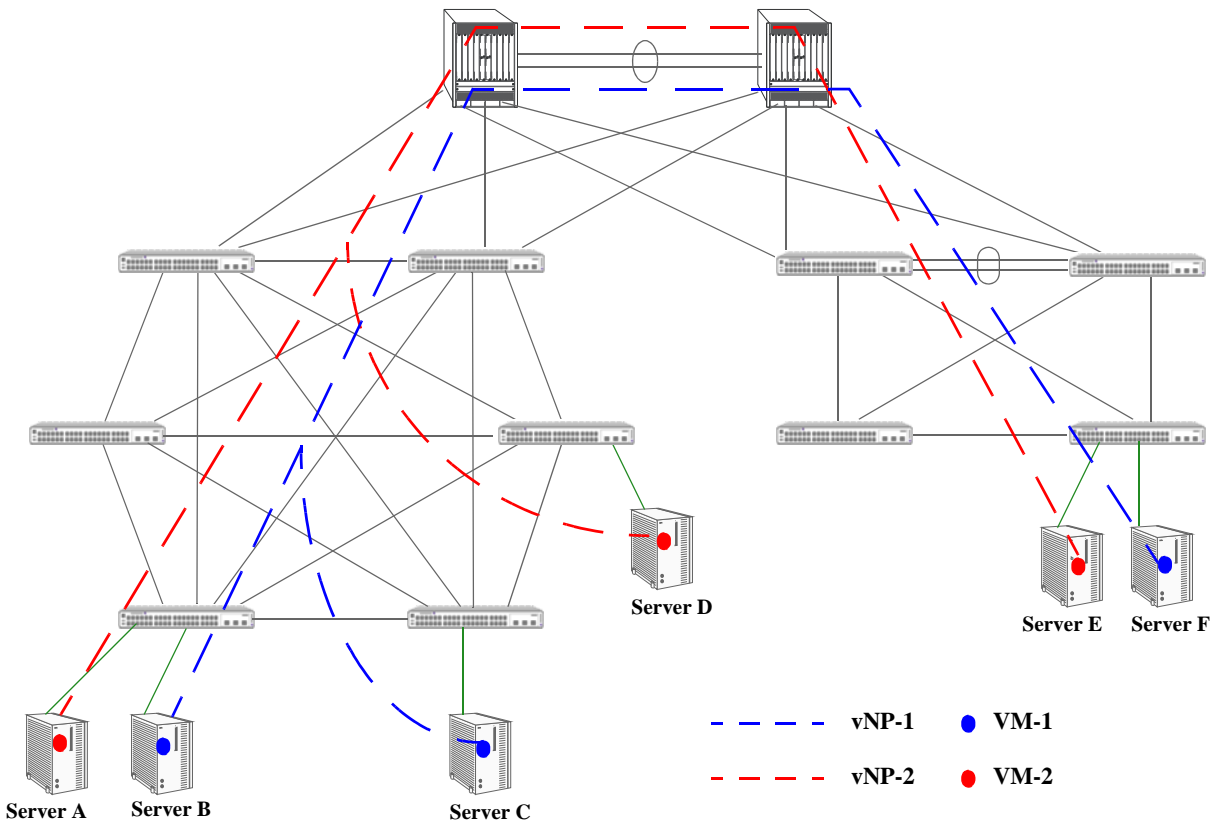 Server D
Server E
Server F
vNP-1
VM-1
vNP-2
VM-2
Server A
Server B
Server C